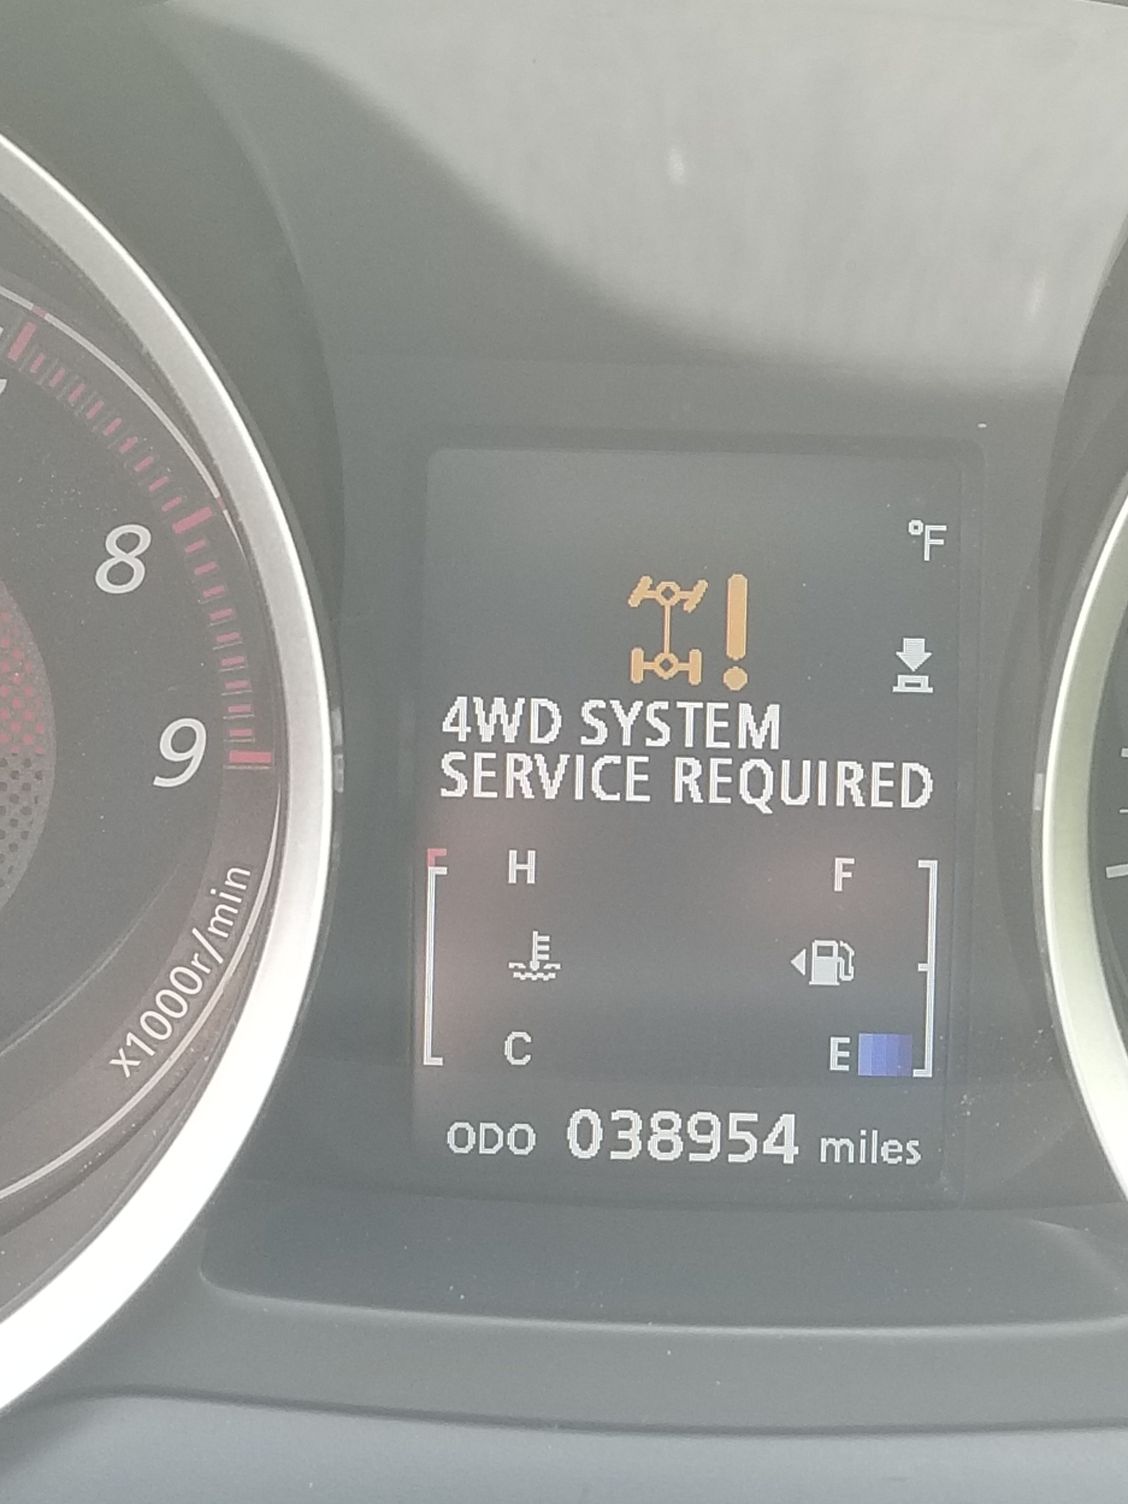 °F
4WD SYSTEM
SERVICE REQUIRED
8
9
x1000r/min
H
F
C
E
ODO 038954 miles